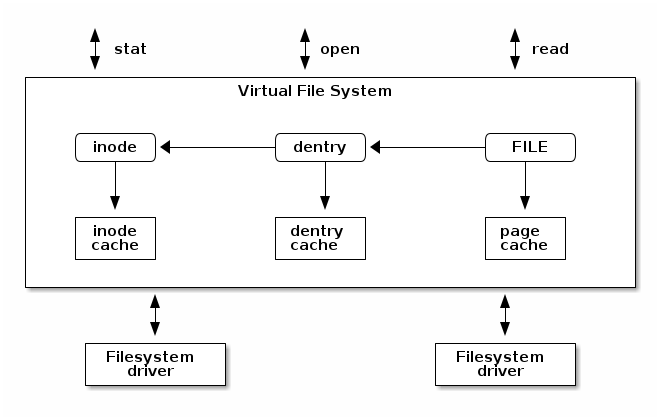 stat
open
read
Virtual File System
inode
dentry
FILE
inode
cache
dentry
cache
page
cache
Filesystem
driver
Filesystem
driver